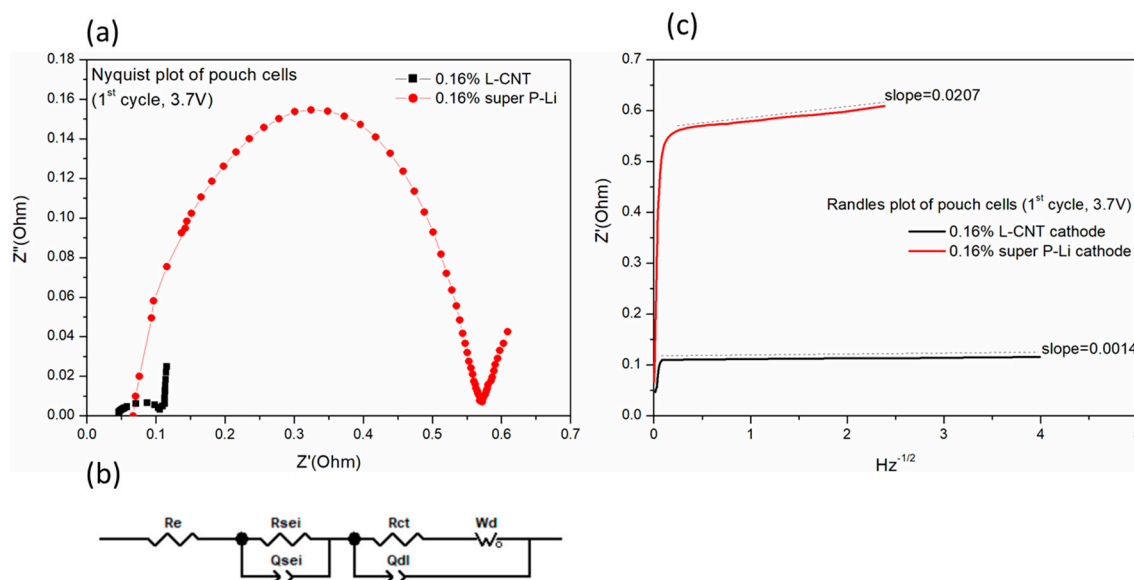 (a)
Nyquist plot of pouch cells
(1st cycle, 3.7V)
0.16% L-CNT
0.16% super P-Li
0.18
0.16
0.14
0.12
0.10
0.08
0.06
0.04
0.02
0.00
Z"(Ohm)
0.0 0.1 0.2 0.3 0.4 0.5 0.6 0.7
Z'(Ohm)
(c)
0.7
0.6
0.5
0.4
0.3
0.2
0.1
0.0
Z'(Ohm)
slope=0.0207
Randles plot of pouch cells (1st cycle, 3.7V)
0.16% L-CNT cathode
0.16% super P-Li cathode
slope=0.0014
0 1 2 3 4
Hz-1/2
(b)
Re Rsei Rct Wd
Qsei Qdl